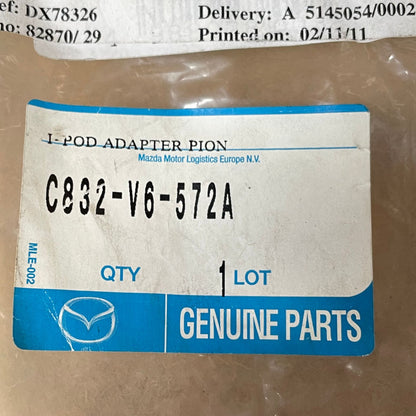 ef: DX78326
Delivery: A 5145054/0002
no: 82870/ 29
Printed on: 02/11/11
I-POD ADAPTER PION
Mazda Motor Logistics Europe N.V.
C832-V6-572A
MLE-002
QTY 1 LOT
GENUINE PARTS